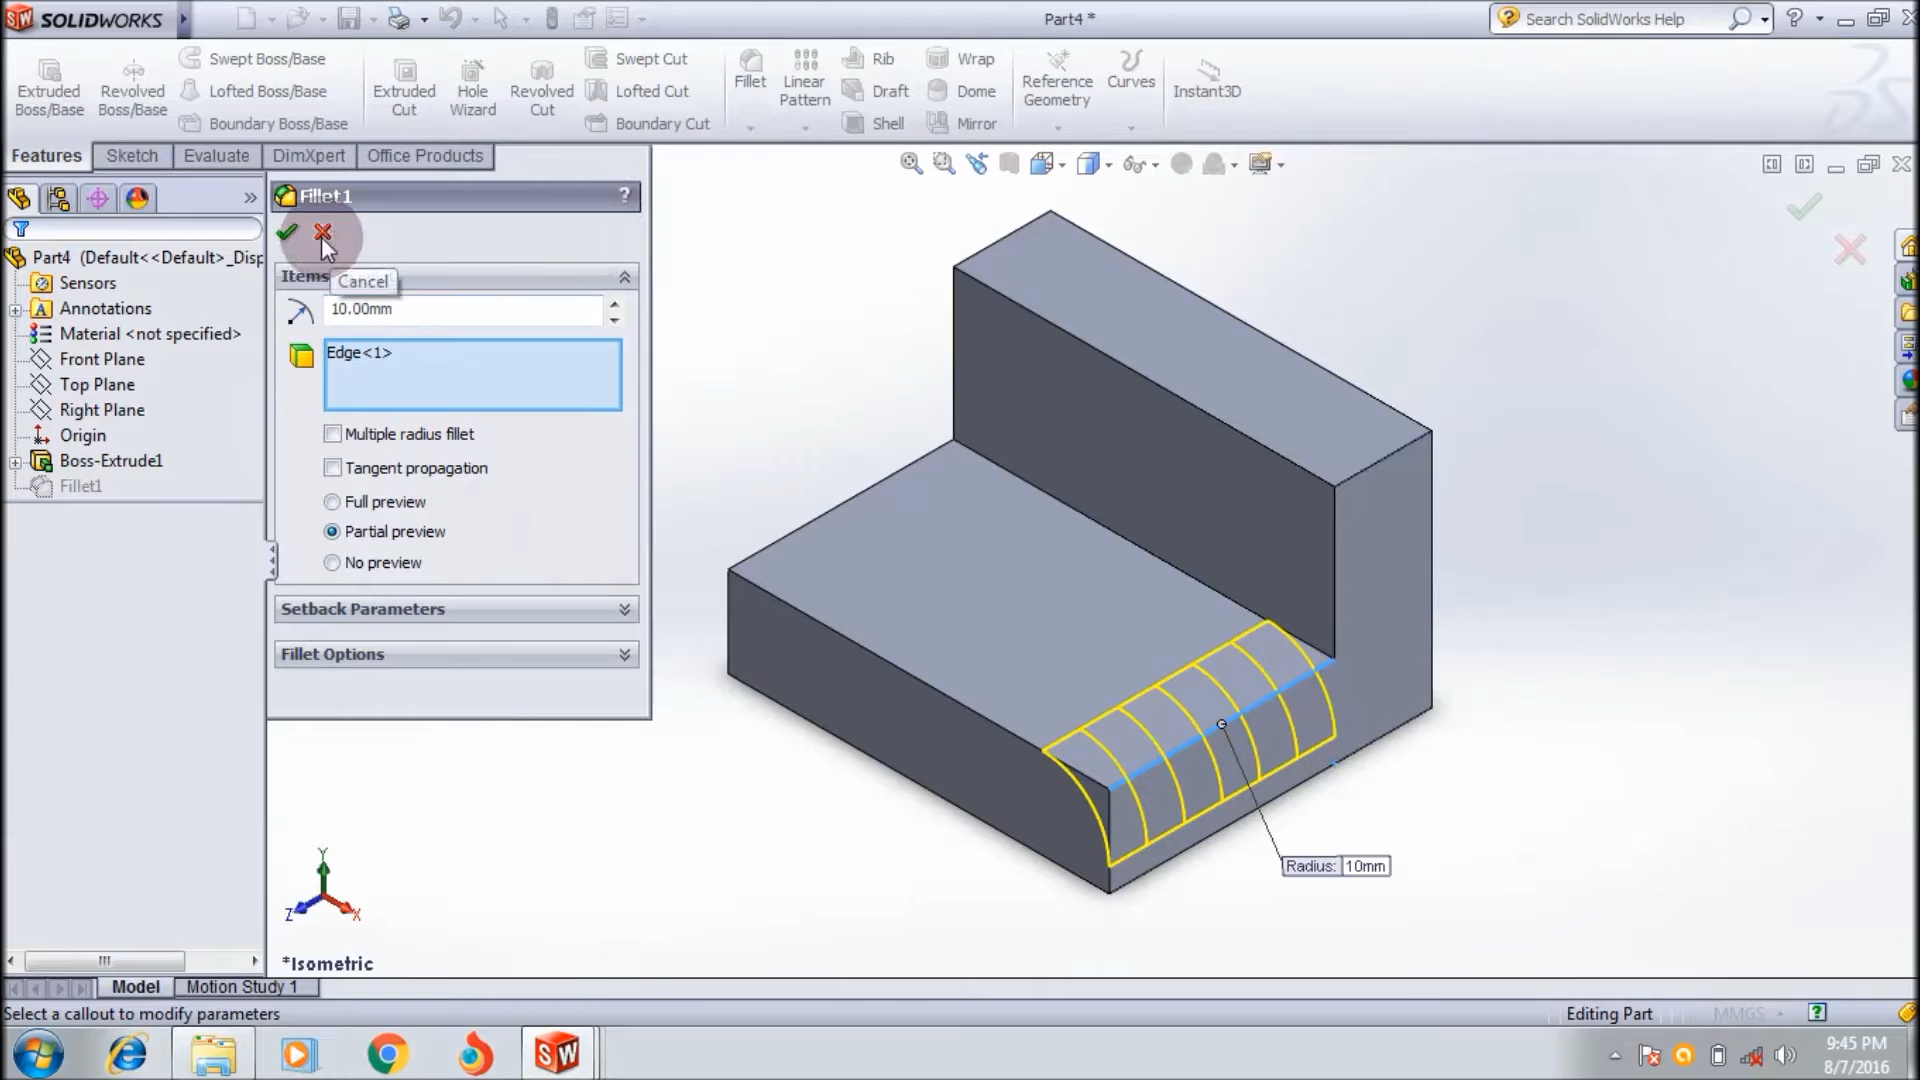 SOLIDWORKS
Part4 *
Search SolidWorks Help
Extruded Boss/Base
Revolved Boss/Base
Swept Boss/Base
Lofted Boss/Base
Boundary Boss/Base
Extruded Cut
Hole Wizard
Revolved Cut
Swept Cut
Lofted Cut
Boundary Cut
Fillet
Linear Pattern
Rib
Draft
Shell
Wrap
Dome
Mirror
Reference Geometry
Curves
Instant3D
Features
Sketch
Evaluate
DimXpert
Office Products
Part4 (Default<<Default>_Disp
Sensors
Annotations
Material <not specified>
Front Plane
Top Plane
Right Plane
Origin
Boss-Extrude1
Fillet1
Fillet1
?
Items
Cancel
10.00mm
Edge<1>
Multiple radius fillet
Tangent propagation
Full preview
Partial preview
No preview
Setback Parameters
Fillet Options
Radius: 10mm
Y
Z
X
*Isometric
Model
Motion Study 1
Select a callout to modify parameters
Editing Part
MMGS
9:45 PM
8/7/2016